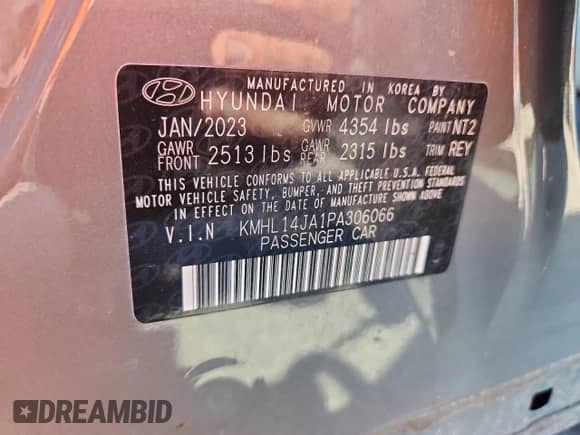 MANUFACTURED IN KOREA BY
HYUNDAI MOTOR COMPANY
JAN/2023 GVWR 4354 lbs PAINT NT2
GAWR FRONT 2513 lbs GAWR REAR 2315 lbs TRIM REY
THIS VEHICLE CONFORMS TO ALL APPLICABLE U.S.A. FEDERAL
MOTOR VEHICLE SAFETY, BUMPER, AND THEFT PREVENTION STANDARDS
IN EFFECT ON THE DATE OF MANUFACTURE SHOWN ABOVE.
V.I.N KMHL14JA1PA306066
PASSENGER CAR
DREAMBID